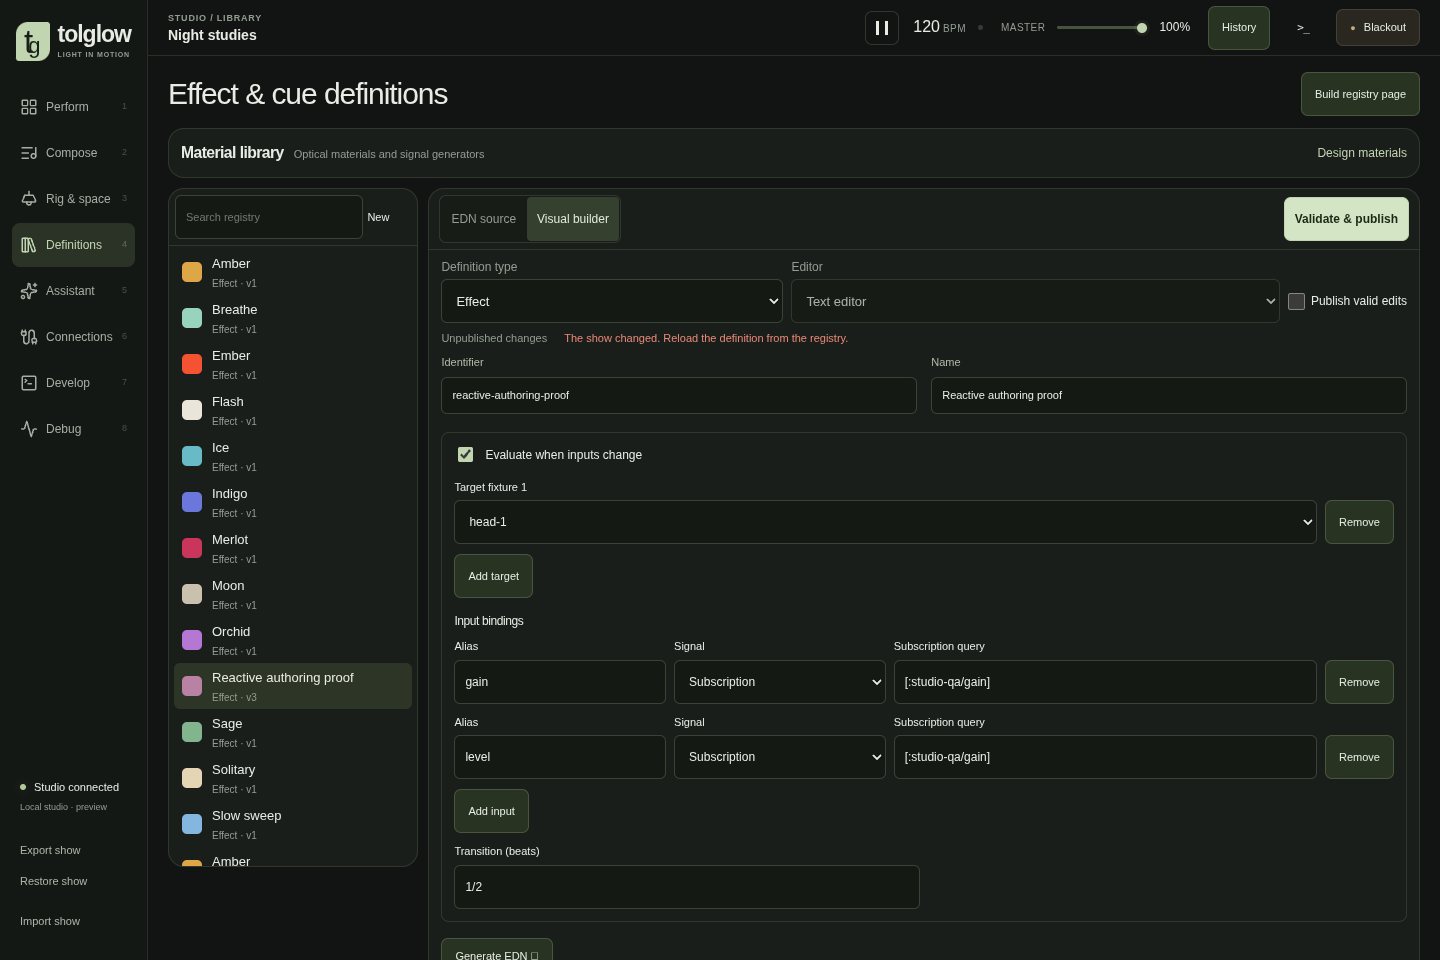 tg
tolglow
LIGHT IN MOTION
Perform 1
Compose 2
Rig & space 3
Definitions 4
Assistant 5
Connections 6
Develop 7
Debug 8
Studio connected
Local studio · preview
Export show
Restore show
Import show
STUDIO / LIBRARY
Night studies
120 BPM
MASTER
100%
History
>_
Blackout
Effect & cue definitions
Build registry page
Material library
Optical materials and signal generators
Design materials
Search registry
New
Amber
Effect · v1
Breathe
Effect · v1
Ember
Effect · v1
Flash
Effect · v1
Ice
Effect · v1
Indigo
Effect · v1
Merlot
Effect · v1
Moon
Effect · v1
Orchid
Effect · v1
Reactive authoring proof
Effect · v3
Sage
Effect · v1
Solitary
Effect · v1
Slow sweep
Effect · v1
Amber
EDN source
Visual builder
Validate & publish
Definition type
Editor
Effect
Text editor
Publish valid edits
Unpublished changes
The show changed. Reload the definition from the registry.
Identifier
Name
reactive-authoring-proof
Reactive authoring proof
Evaluate when inputs change
Target fixture 1
head-1
Remove
Add target
Input bindings
Alias
Signal
Subscription query
gain
Subscription
[:studio-qa/gain]
Remove
Alias
Signal
Subscription query
level
Subscription
[:studio-qa/gain]
Remove
Add input
Transition (beats)
1/2
Generate EDN